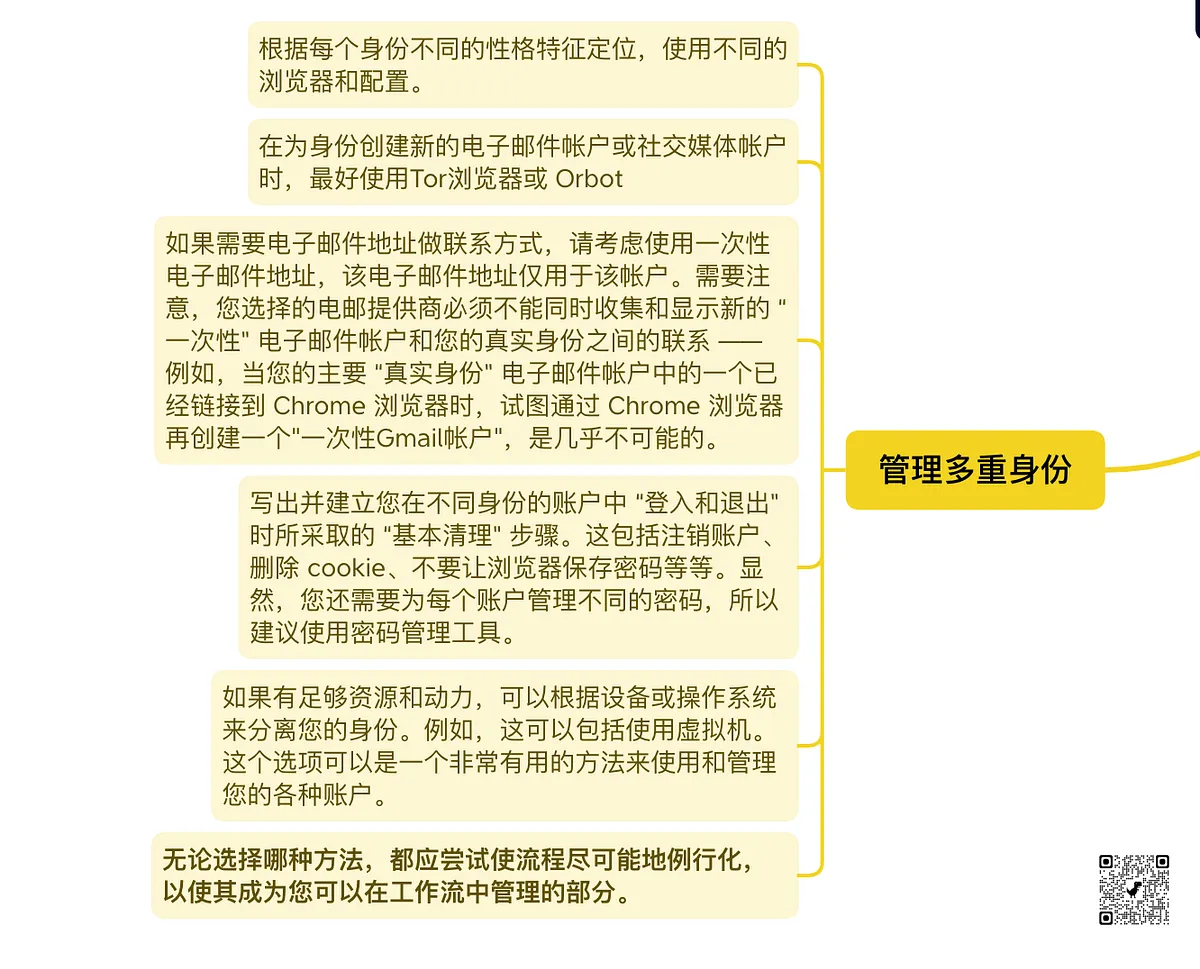 根据每个身份不同的性格特征定位，使用不同的
浏览器和配置。
在为身份创建新的电子邮件帐户或社交媒体帐户
时，最好使用Tor浏览器或 Orbot
如果需要电子邮件地址做联系方式，请考虑使用一次性
电子邮件地址，该电子邮件地址仅用于该帐户。需要注
意，您选择的电邮提供商必须不能同时收集和显示新的 "
一次性" 电子邮件帐户和您的真实身份之间的联系 ——
例如，当您的主要 "真实身份" 电子邮件帐户中的一个已
经链接到 Chrome 浏览器时，试图通过 Chrome 浏览器
再创建一个"一次性Gmail帐户"，是几乎不可能的。
写出并建立您在不同身份的账户中 "登入和退出"
时所采取的 "基本清理" 步骤。这包括注销账户、
删除 cookie、不要让浏览器保存密码等等。显
然，您还需要为每个账户管理不同的密码，所以
建议使用密码管理工具。
如果有足够资源和动力，可以根据设备或操作系统
来分离您的身份。例如，这可以包括使用虚拟机。
这个选项可以是一个非常有用的方法来使用和管理
您的各种账户。
无论选择哪种方法，都应尝试使流程尽可能地例行化，
以使其成为您可以在工作流中管理的部分。
管理多重身份